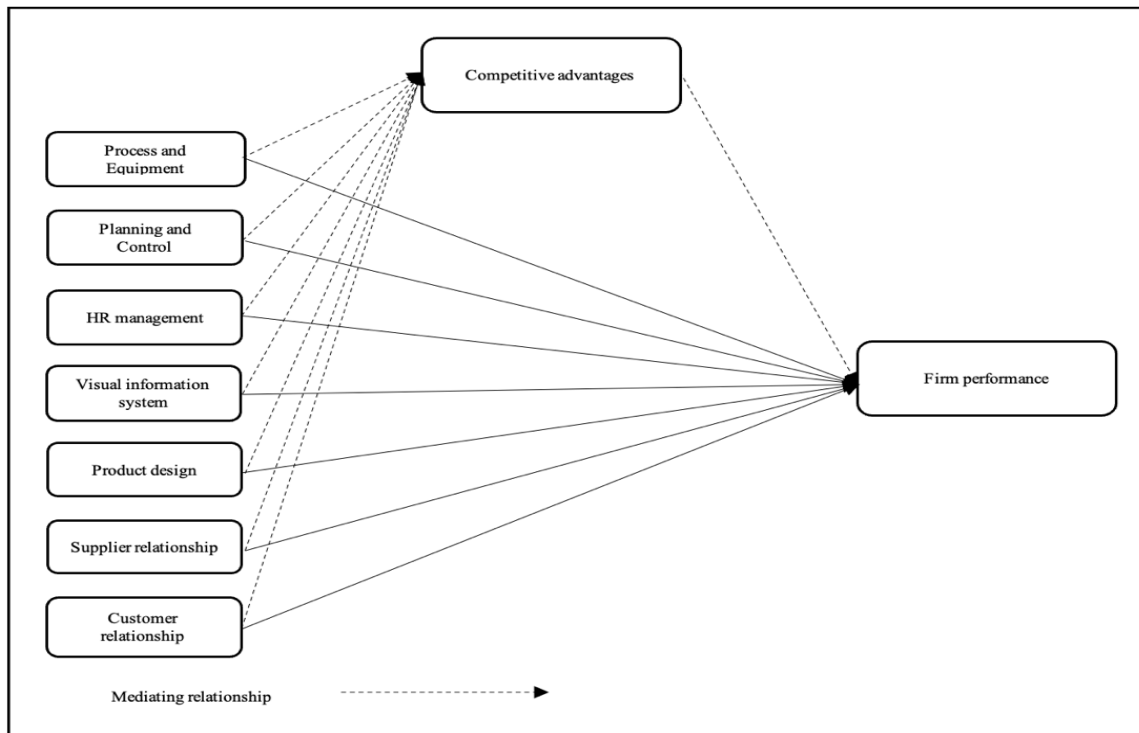 Competitive advantages
Process and
Equipment
Planning and
Control
HR management
Visual information
system
Product design
Supplier relationship
Customer
relationship
Firm performance
Mediating relationship